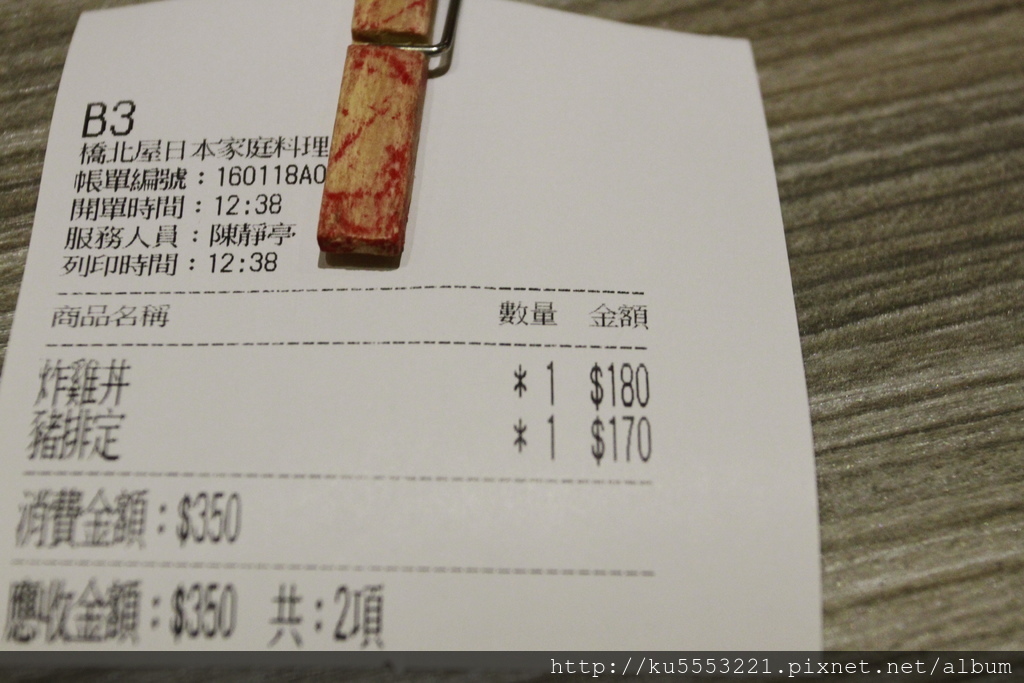 B3
橋北屋日本家庭料理
帳單編號：160118A0
開單時間：12:38
服務人員：陳靜亭
列印時間：12:38
商品名稱 數量 金額
炸雞丼 * 1 $180
豬排定 * 1 $170
消費金額：$350
應收金額：$350 共：2項
http://ku5553221.pixnet.net/album